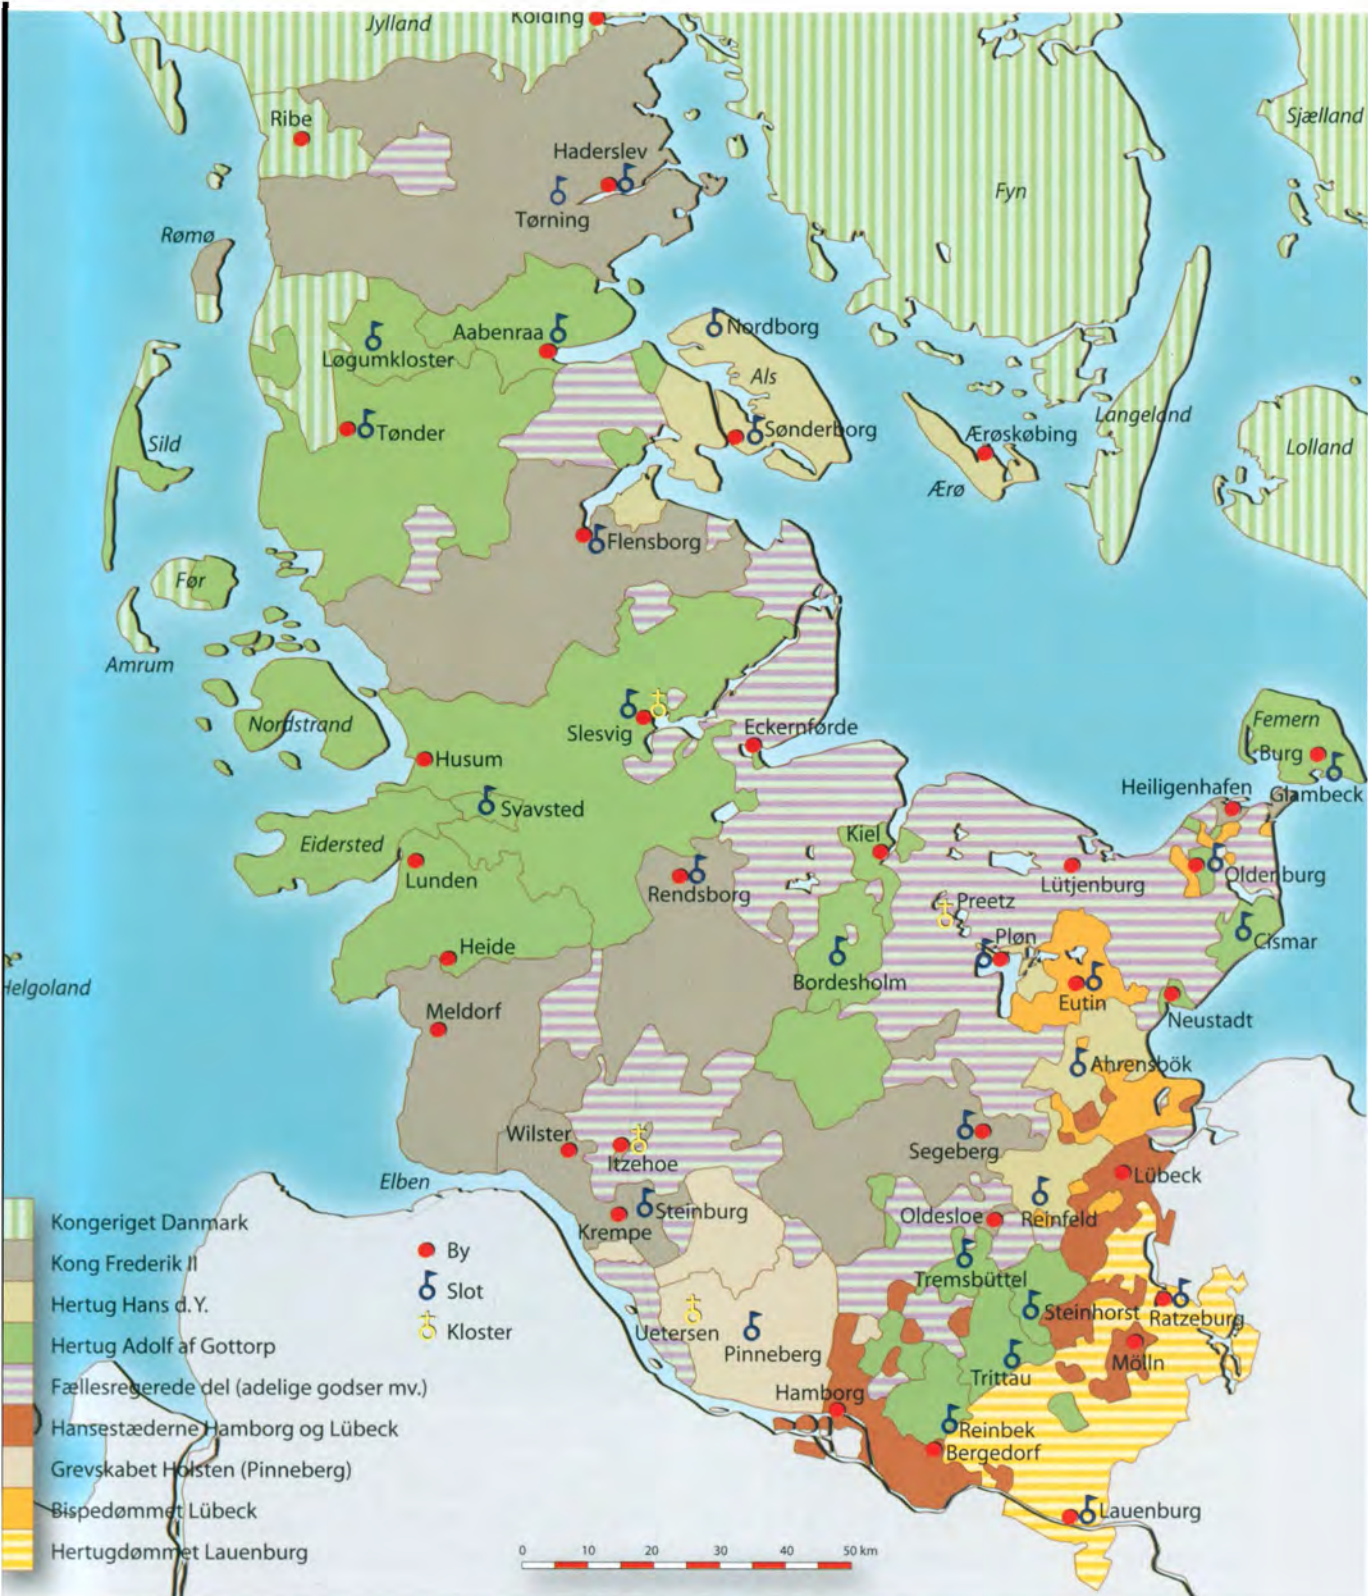 Jylland
Kolding
Ribe
Sjælland
Haderslev
Fyn
Tørning
Rømø
Nordborg
Aabenraa
Løgumkloster
Als
Langeland
Tønder
Sønderborg
Ærøskøbing
Sild
Lolland
Ærø
Flensborg
Før
Amrum
Nordstrand
Slesvig
Eckernførde
Femern
Husum
Burg
Heiligenhafen
Glambeck
Svavsted
Eidersted
Kiel
Lunden
Rendsborg
Lütjenburg
Oldenburg
Preetz
Heide
Pløn
Cismar
Bordesholm
Helgoland
Eutin
Meldorf
Neustadt
Ahrensbök
Wilster
Itzehoe
Segeberg
Elben
Lübeck
Steinburg
Krempe
Oldesloe
Reinfeld
Tremsbüttel
Steinhorst
Ratzeburg
Uetersen
Pinneberg
Trittau
Mölln
Hamborg
Reinbek
Bergedorf
Lauenburg
Kongeriget Danmark
Kong Frederik II
Hertug Hans d.Y.
Hertug Adolf af Gottorp
Fællesregerede del (adelige godser mv.)
Hansestæderne Hamborg og Lübeck
Grevskabet Holsten (Pinneberg)
Bispedømmet Lübeck
Hertugdømmet Lauenburg
By
Slot
Kloster
0 10 20 30 40 50 km